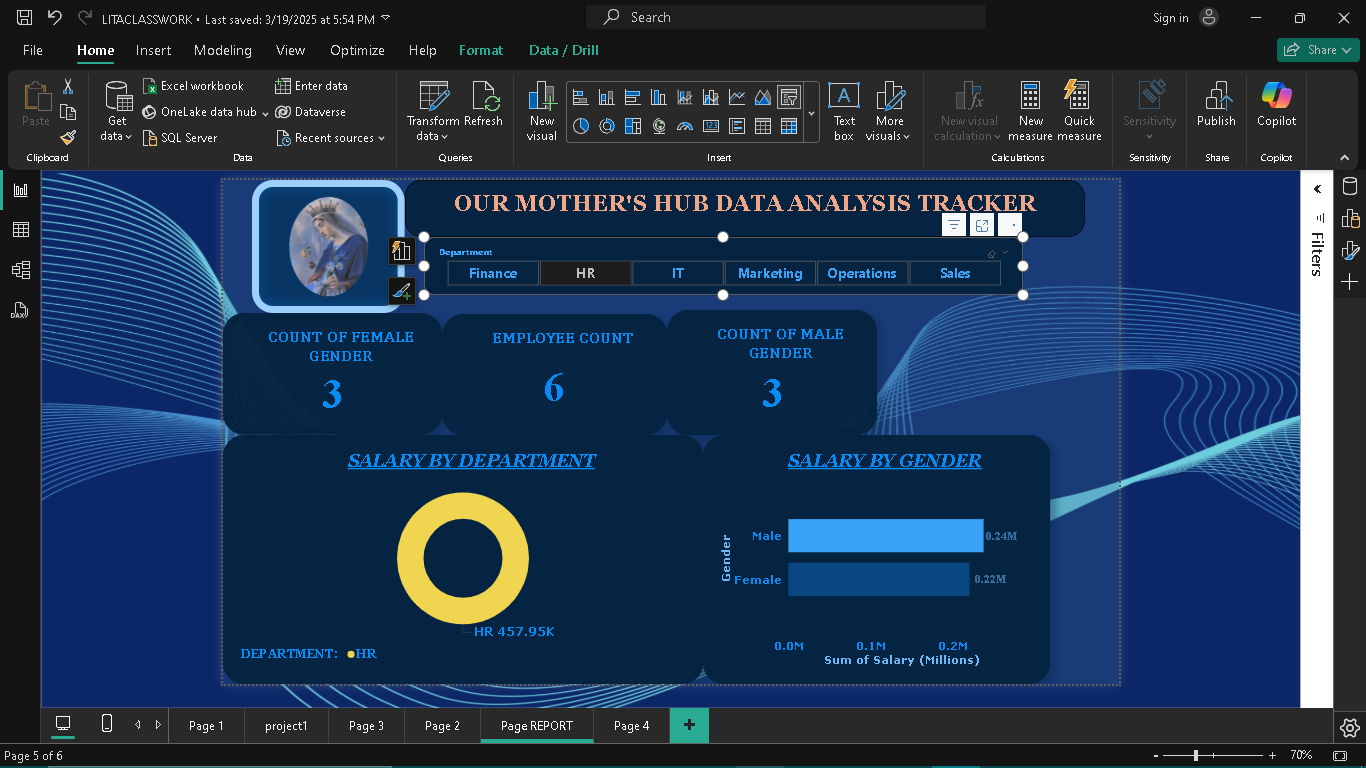 LITACLASSWORK • Last saved: 3/19/2025 at 5:54 PM
Search
Sign in
File Home Insert Modeling View Optimize Help Format Data / Drill
Share
Paste
Clipboard
Get data
Excel workbook
OneLake data hub
SQL Server
Enter data
Dataverse
Recent sources
Data
Transform data
Refresh
Queries
New visual
123
Text box
More visuals
Insert
New visual calculation
New measure
Quick measure
Calculations
Sensitivity
Sensitivity
Publish
Share
Copilot
Copilot
DAX
OUR MOTHER'S HUB DATA ANALYSIS TRACKER
Department
Finance HR IT Marketing Operations Sales
COUNT OF FEMALE
GENDER
3
EMPLOYEE COUNT
6
COUNT OF MALE
GENDER
3
SALARY BY DEPARTMENT
HR 457.95K
DEPARTMENT: HR
SALARY BY GENDER
Gender
Male 0.24M
Female 0.22M
0.0M 0.1M 0.2M
Sum of Salary (Millions)
Filters
Page 1 project1 Page 3 Page 2 Page REPORT Page 4 +
Page 5 of 6
- + 70%